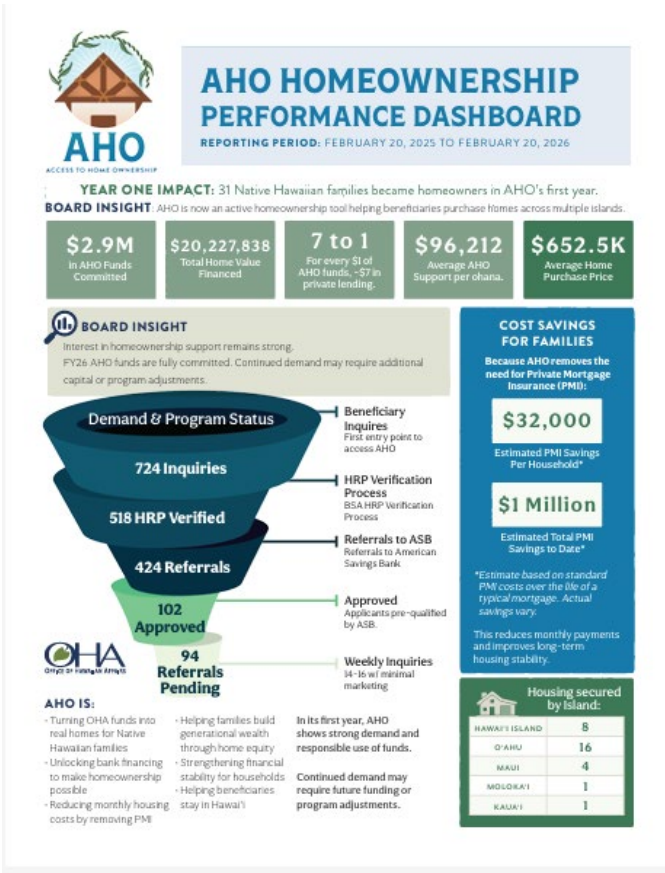 AHO
ACCESS TO HOME OWNERSHIP
AHO HOMEOWNERSHIP
PERFORMANCE DASHBOARD
REPORTING PERIOD: FEBRUARY 20, 2025 TO FEBRUARY 20, 2026
YEAR ONE IMPACT: 31 Native Hawaiian families became homeowners in AHO's first year.
BOARD INSIGHT: AHO is now an active homeownership tool helping beneficiaries purchase homes across multiple islands.
$2.9M
in AHO Funds
Committed
$20,227,838
Total Home Value
Financed
7 to 1
For every $1 of
AHO funds, ~$7 in
private lending.
$96,212
Average AHO
Support per ohana.
$652.5K
Average Home
Purchase Price
BOARD INSIGHT
Interest in homeownership support remains strong.
FY26 AHO funds are fully committed. Continued demand may require additional
capital or program adjustments.
Demand & Program Status
724 Inquiries
518 HRP Verified
424 Referrals
102
Approved
94
Referrals
Pending
Beneficiary
Inquires
First entry point to
access AHO
HRP Verification
Process
BSA HRP Verification
Process
Referrals to ASB
Referrals to American
Savings Bank
Approved
Applicants pre-qualified
by ASB.
Weekly Inquiries
14-16 w/ minimal
marketing
COST SAVINGS
FOR FAMILIES
Because AHO removes the
need for Private Mortgage
Insurance (PMI):
$32,000
Estimated PMI Savings
Per Household*
$1 Million
Estimated Total PMI
Savings to Date*
*Estimate based on standard
PMI costs over the life of a
typical mortgage. Actual
savings vary.
This reduces monthly payments
and improves long-term
housing stability.
OHA
OFFICE OF HAWAIIAN AFFAIRS
AHO IS:
- Turning OHA funds into
real homes for Native
Hawaiian families
- Unlocking bank financing
to make homeownership
possible
- Reducing monthly housing
costs by removing PMI
- Helping families build
generational wealth
through home equity
- Strengthening financial
stability for households
- Helping beneficiaries
stay in Hawai'i
In its first year, AHO
shows strong demand and
responsible use of funds.
Continued demand may
require future funding or
program adjustments.
Housing secured
by Island:
HAWAI'I ISLAND 8
O'AHU 16
MAUI 4
MOLOKA'I 1
KAUA'I 1